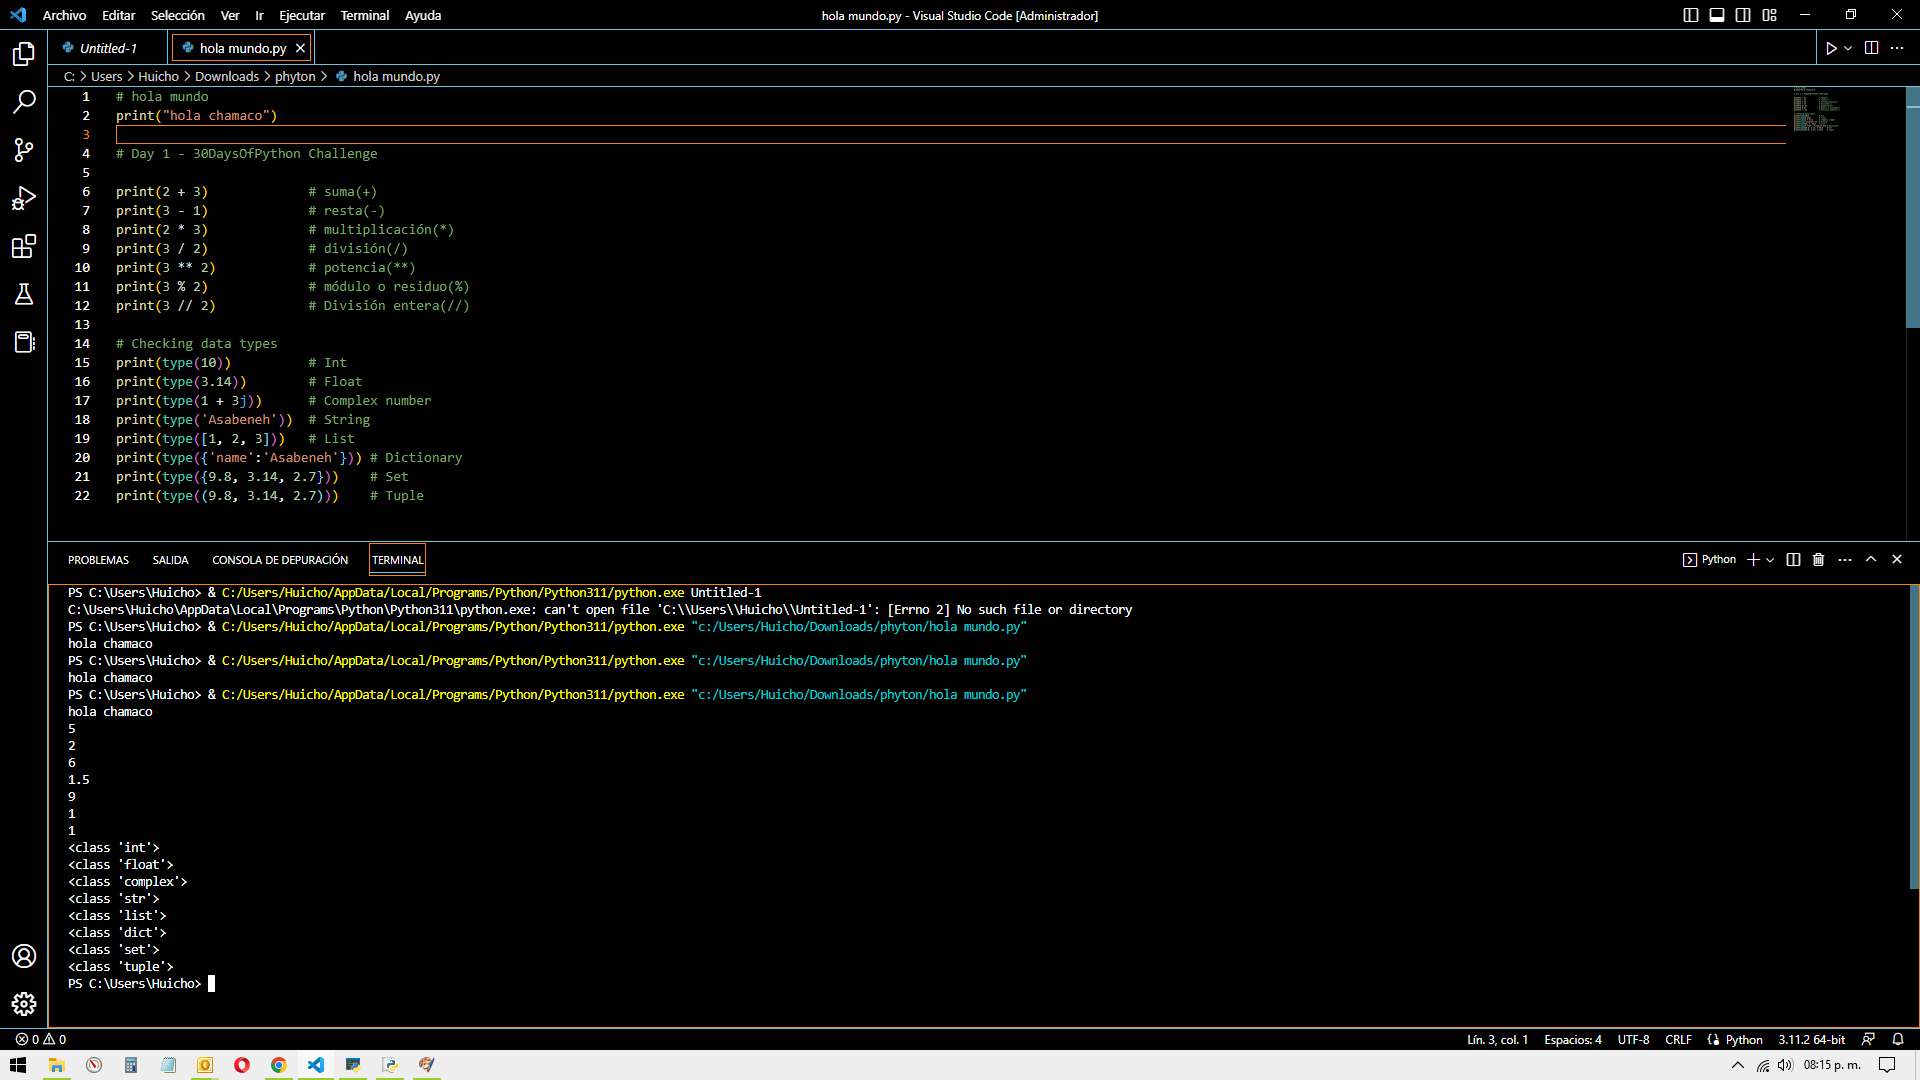 Archivo Editar Selección Ver Ir Ejecutar Terminal Ayuda
hola mundo.py - Visual Studio Code [Administrador]
Untitled-1 hola mundo.py
C: > Users > Huicho > Downloads > phyton > hola mundo.py
1 # hola mundo
2 print("hola chamaco")
3
4 # Day 1 - 30DaysOfPython Challenge
5
6 print(2 + 3)             # suma(+)
7 print(3 - 1)             # resta(-)
8 print(2 * 3)             # multiplicación(*)
9 print(3 / 2)             # división(/)
10 print(3 ** 2)            # potencia(**)
11 print(3 % 2)             # módulo o residuo(%)
12 print(3 // 2)            # División entera(//)
13
14 # Checking data types
15 print(type(10))          # Int
16 print(type(3.14))        # Float
17 print(type(1 + 3j))      # Complex number
18 print(type('Asabeneh'))  # String
19 print(type([1, 2, 3]))   # List
20 print(type({'name':'Asabeneh'})) # Dictionary
21 print(type({9.8, 3.14, 2.7}))    # Set
22 print(type((9.8, 3.14, 2.7)))    # Tuple
PROBLEMAS SALIDA CONSOLA DE DEPURACIÓN TERMINAL
Python
PS C:\Users\Huicho> & C:/Users/Huicho/AppData/Local/Programs/Python/Python311/python.exe Untitled-1
C:\Users\Huicho\AppData\Local\Programs\Python\Python311\python.exe: can't open file 'C:\\Users\\Huicho\\Untitled-1': [Errno 2] No such file or directory
PS C:\Users\Huicho> & C:/Users/Huicho/AppData/Local/Programs/Python/Python311/python.exe "c:/Users/Huicho/Downloads/phyton/hola mundo.py"
hola chamaco
PS C:\Users\Huicho> & C:/Users/Huicho/AppData/Local/Programs/Python/Python311/python.exe "c:/Users/Huicho/Downloads/phyton/hola mundo.py"
hola chamaco
PS C:\Users\Huicho> & C:/Users/Huicho/AppData/Local/Programs/Python/Python311/python.exe "c:/Users/Huicho/Downloads/phyton/hola mundo.py"
hola chamaco
5
2
6
1.5
9
1
1
<class 'int'>
<class 'float'>
<class 'complex'>
<class 'str'>
<class 'list'>
<class 'dict'>
<class 'set'>
<class 'tuple'>
PS C:\Users\Huicho>
0 0
Lín. 3, col. 1 Espacios: 4 UTF-8 CRLF Python 3.11.2 64-bit
08:15 p. m.